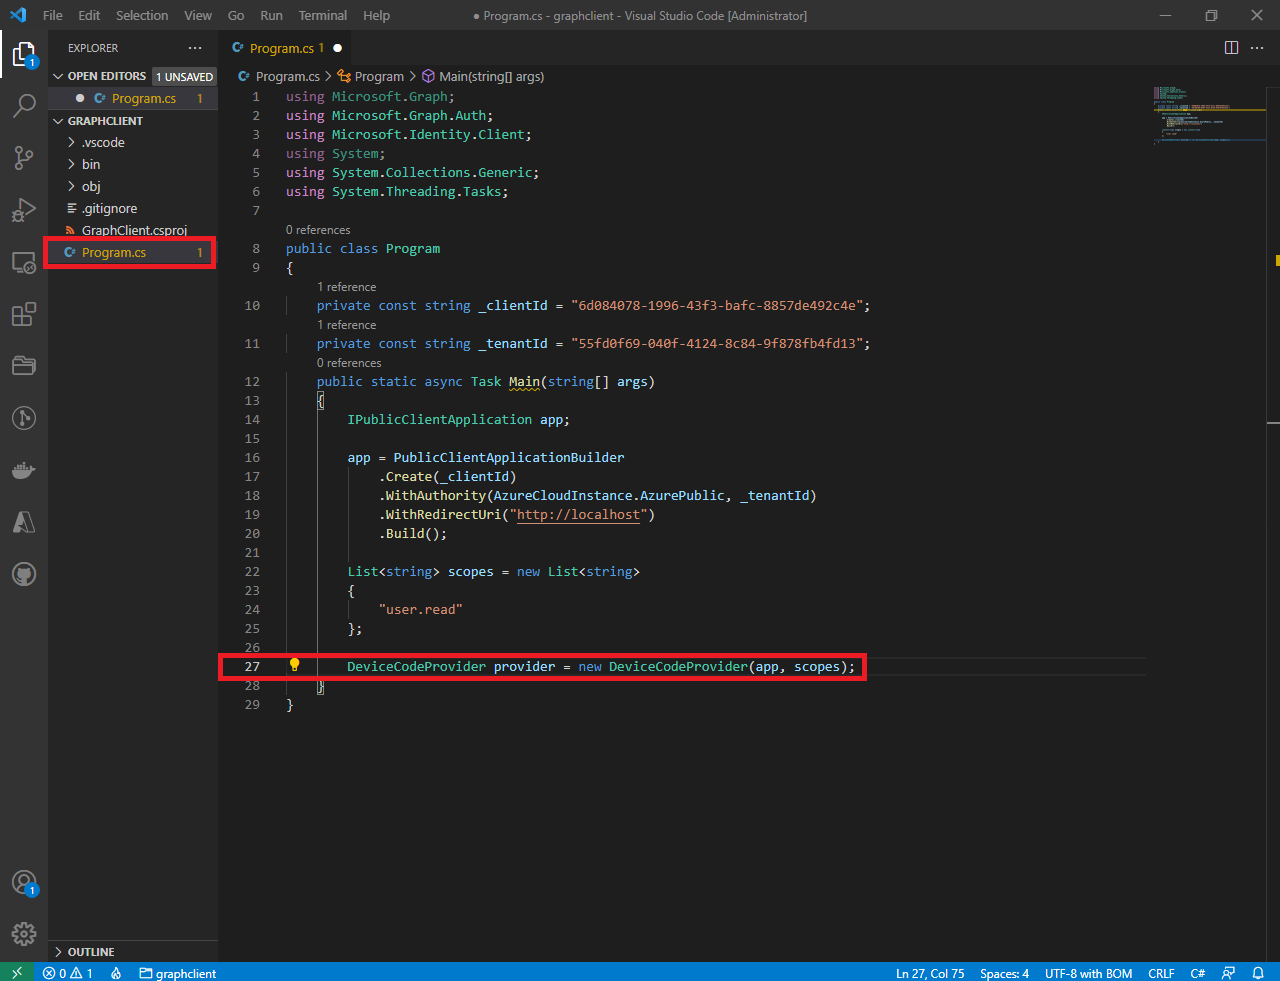 File Edit Selection View Go Run Terminal Help
● Program.cs - graphclient - Visual Studio Code [Administrator]
EXPLORER
OPEN EDITORS 1 UNSAVED
Program.cs 1
GRAPHCLIENT
.vscode
bin
obj
.gitignore
GraphClient.csproj
Program.cs 1
OUTLINE
1
1
Program.cs 1
Program.cs > Program > Main(string[] args)
1 using Microsoft.Graph;
2 using Microsoft.Graph.Auth;
3 using Microsoft.Identity.Client;
4 using System;
5 using System.Collections.Generic;
6 using System.Threading.Tasks;
7
0 references
8 public class Program
9 {
1 reference
10 private const string _clientId = "6d084078-1996-43f3-bafc-8857de492c4e";
1 reference
11 private const string _tenantId = "55fd0f69-040f-4124-8c84-9f878fb4fd13";
0 references
12 public static async Task Main(string[] args)
13 {
14 IPublicClientApplication app;
15
16 app = PublicClientApplicationBuilder
17 .Create(_clientId)
18 .WithAuthority(AzureCloudInstance.AzurePublic, _tenantId)
19 .WithRedirectUri("http://localhost")
20 .Build();
21
22 List<string> scopes = new List<string>
23 {
24 "user.read"
25 };
26
27 DeviceCodeProvider provider = new DeviceCodeProvider(app, scopes);
28 }
29 }
0 1 graphclient Ln 27, Col 75 Spaces: 4 UTF-8 with BOM CRLF C#